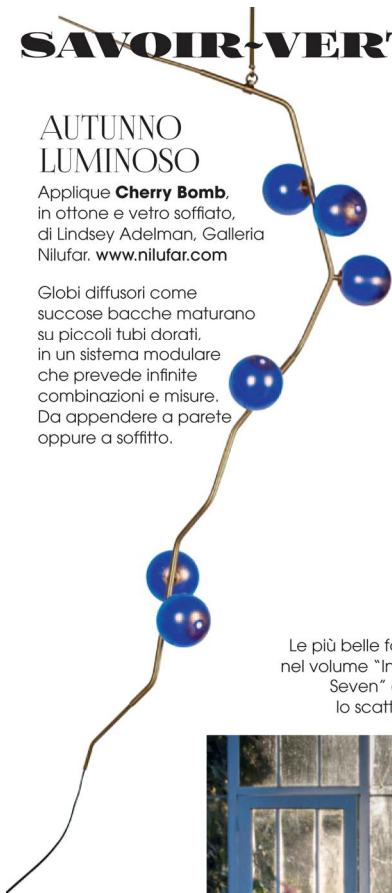 SAVOIR-VERT
AUTUNNO
LUMINOSO
Applique Cherry Bomb,
in ottone e vetro soffiato,
di Lindsey Adelman, Galleria
Nilufar. www.nilufar.com
Globi diffusori come
succose bacche maturano
su piccoli tubi dorati,
in un sistema modulare
che prevede infinite
combinazioni e misure.
Da appendere a parete
oppure a soffitto.
Le più belle fo
nel volume “In
Seven”
lo scatt